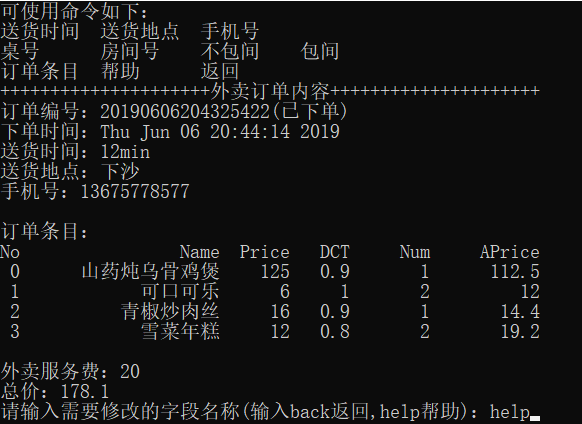 可使用命令如下:
送货时间 送货地点 手机号
桌号 房间号 不包间 包间
订单条目 帮助 返回
+++++++++++++++++++++外卖订单内容+++++++++++++++++++++
订单编号: 20190606204325422(已下单)
下单时间: Thu Jun 06 20:44:14 2019
送货时间: 12min
送货地点: 下沙
手机号: 13675778577
订单条目:
No Name Price DCT Num APrice
0 山药炖乌骨鸡煲 125 0.9 1 112.5
1 可口可乐 6 1 2 12
2 青椒炒肉丝 16 0.9 1 14.4
3 雪菜年糕 12 0.8 2 19.2
外卖服务费: 20
总价: 178.1
请输入需要修改的字段名称(输入back返回,help帮助): help